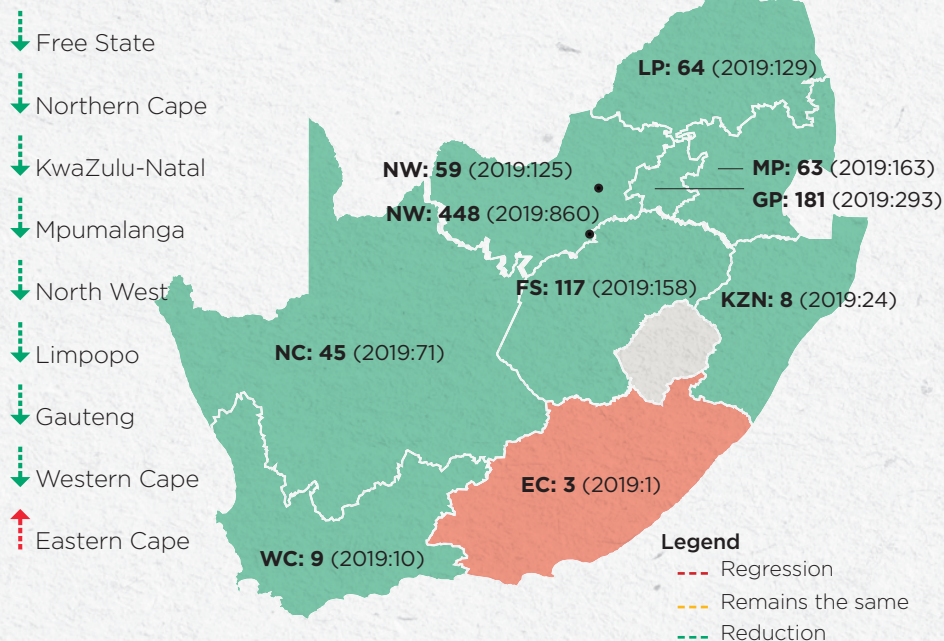 Free State
Northern Cape
KwaZulu-Natal
Mpumalanga
North West
Limpopo
Gauteng
Western Cape
Eastern Cape
LP: 64 (2019:129)
NW: 59 (2019:125)
MP: 63 (2019:163)
GP: 181 (2019:293)
NW: 448 (2019:860)
FS: 117 (2019:158)
KZN: 8 (2019:24)
NC: 45 (2019:71)
EC: 3 (2019:1)
WC: 9 (2019:10)
Legend
Regression
Remains the same
Reduction